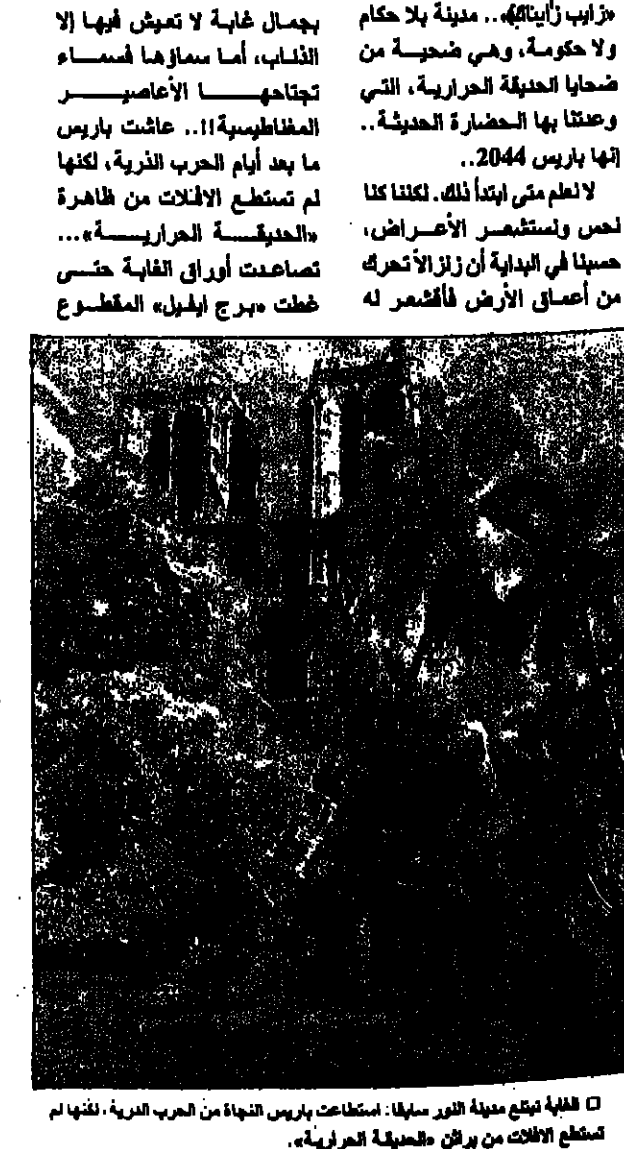 «زايب زايناك».. مدينة بلا حكام
ولا حكومة، وهي ضحية من
ضحايا الحديقة الحرارية، التي
وعدتنا بها الحضارة الحديثة..
إنها باريس 2044..
لا نعلم متى ابتدأ ذلك. لكننا كنا
نحس ونستشعر الأعراض،
حسبنا في البداية أن زلزالاً تحرك
من أعماق الأرض فأقشعر له
بجمال غابة لا تعيش فيها إلا
الذئاب، أما سماؤها فسماء
تجتاحها الأعاصير
المغناطيسية!!.. عاشت باريس
ما بعد أيام الحرب الذرية، لكنها
لم تستطع الافلات من ظاهرة
«الحديقة الحرارية»...
تصاعدت أوراق الغابة حتى
غطت «برج ايفيل» المقطوع
□ الغابة تبتلع مدينة النور سابقا: استطاعت باريس النجاة من الحرب الذرية، لكنها لم
تستطع الافلات من براثن «الحديقة الحرارية».